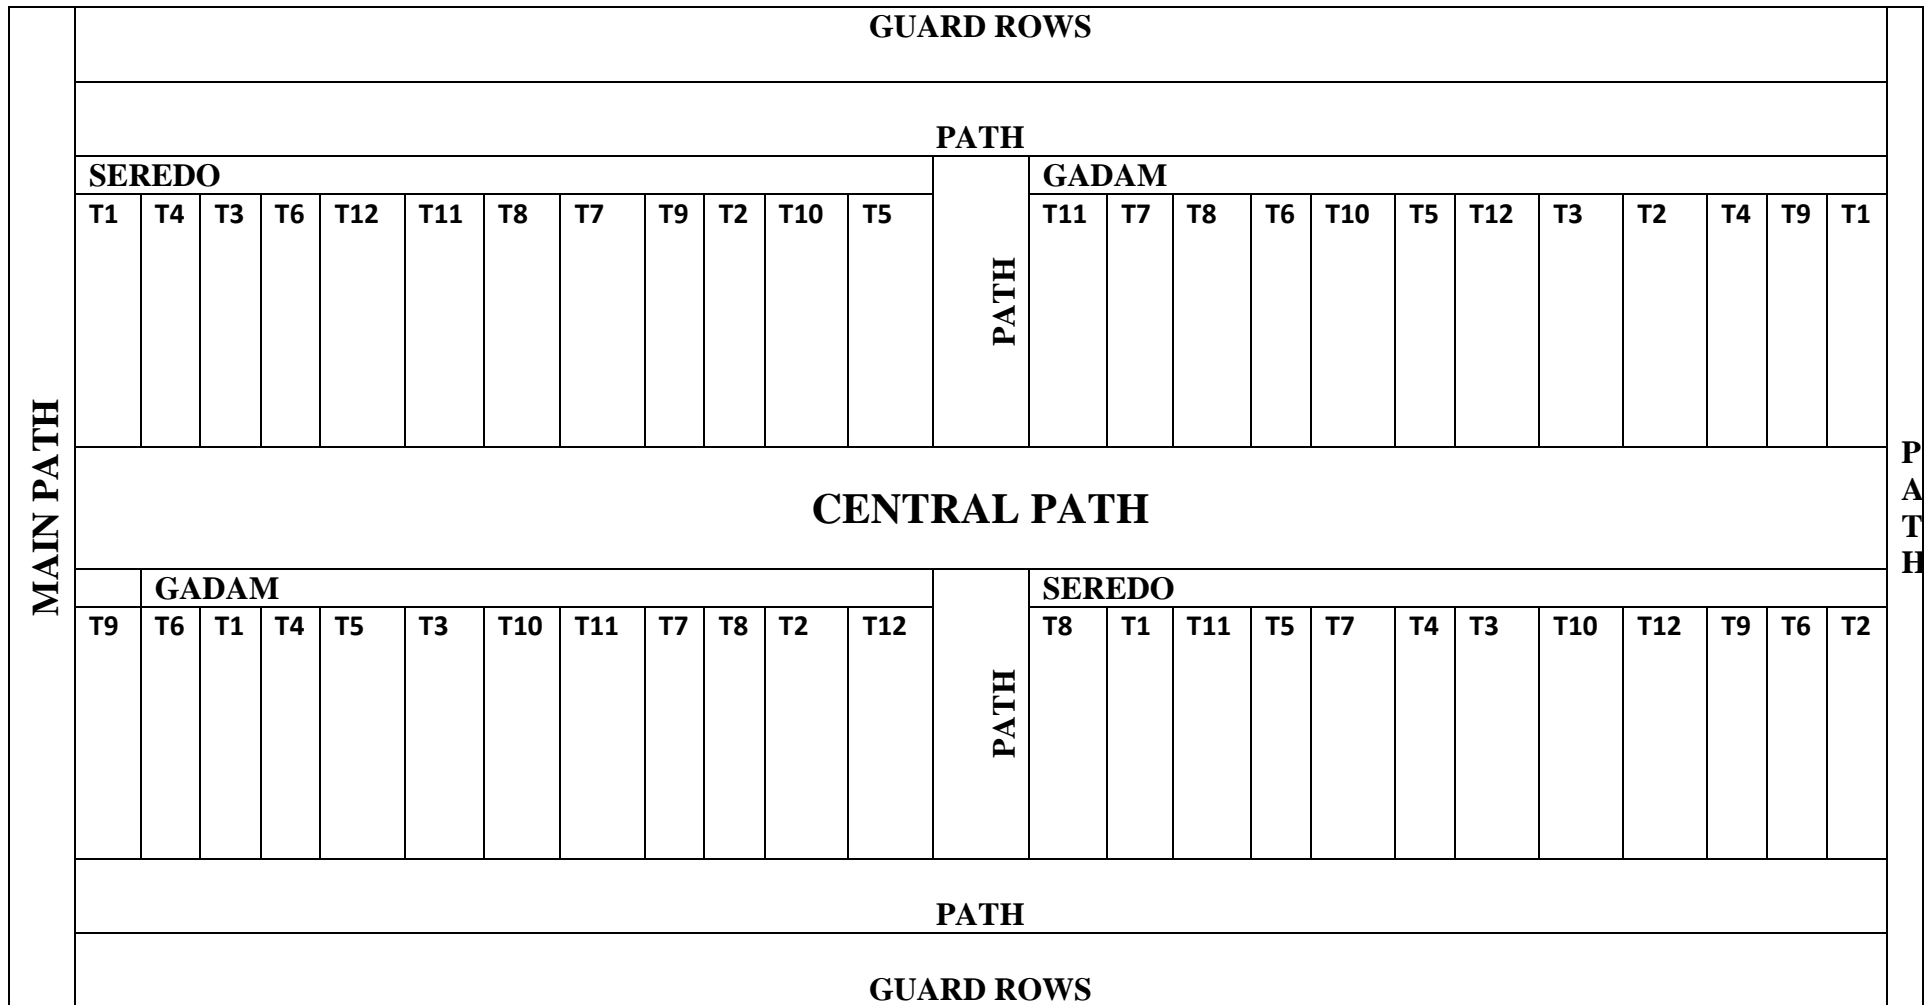 GUARD ROWS
PATH
SEREDO GADAM
T1 T4 T3 T6 T12 T11 T8 T7 T9 T2 T10 T5 PATH T11 T7 T8 T6 T10 T5 T12 T3 T2 T4 T9 T1
MAIN PATH
CENTRAL PATH
PATH
GADAM SEREDO
T9 T6 T1 T4 T5 T3 T10 T11 T7 T8 T2 T12 PATH T8 T1 T11 T5 T7 T4 T3 T10 T12 T9 T6 T2
PATH
GUARD ROWS